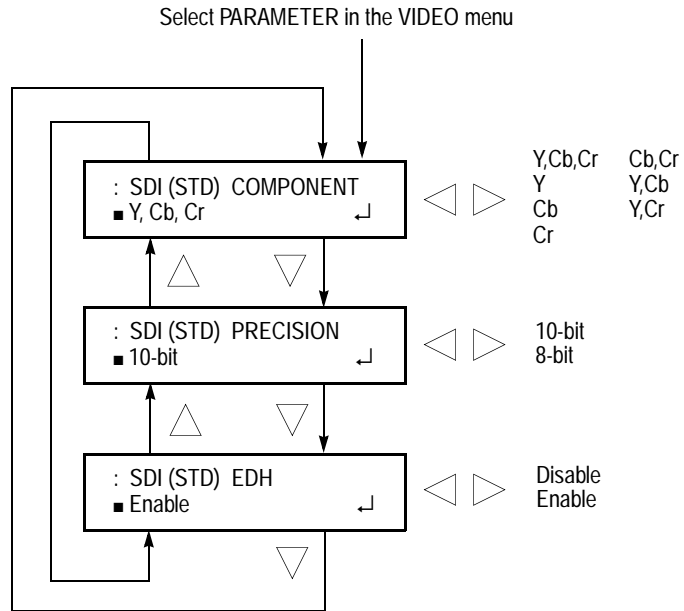 Select PARAMETER in the VIDEO menu
: SDI (STD) COMPONENT
■ Y, Cb, Cr ↵
Y,Cb,Cr Cb,Cr
Y Y,Cb
Cb Y,Cr
Cr
: SDI (STD) PRECISION
■ 10-bit ↵
10-bit
8-bit
: SDI (STD) EDH
■ Enable ↵
Disable
Enable